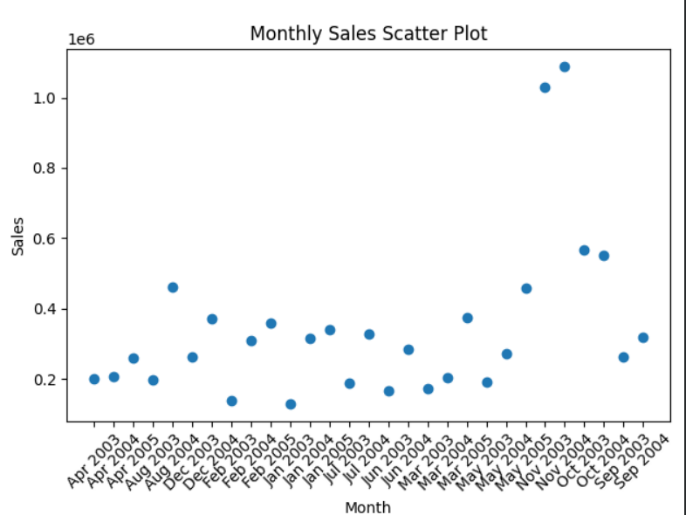 Monthly Sales Scatter Plot
1e6
1.0
0.8
0.6
0.4
0.2
Sales
Apr 2003
Apr 2004
Apr 2005
Aug 2003
Aug 2004
Dec 2003
Dec 2004
Feb 2003
Feb 2004
Feb 2005
Jan 2003
Jan 2004
Jan 2005
Jul 2003
Jul 2004
Jun 2003
Jun 2004
Mar 2003
Mar 2004
Mar 2005
May 2003
May 2004
May 2005
Nov 2003
Nov 2004
Oct 2003
Oct 2004
Sep 2003
Sep 2004
Month